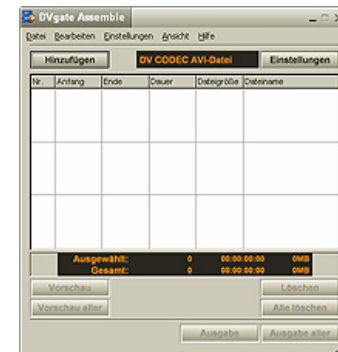 DVgate Assemble
Datei Bearbeiten Einstellungen Ansicht Hilfe
Hinzufügen DV CODEC AVI-Datei Einstellungen
Nr. Anfang Ende Dauer Dateigröße Dateiname
Ausgewählt: 0 00:00:00:00 0MB
Gesamt: 0 00:00:00:00 0MB
Vorschau Löschen
Vorschau aller Alle löschen
Ausgabe Ausgabe aller